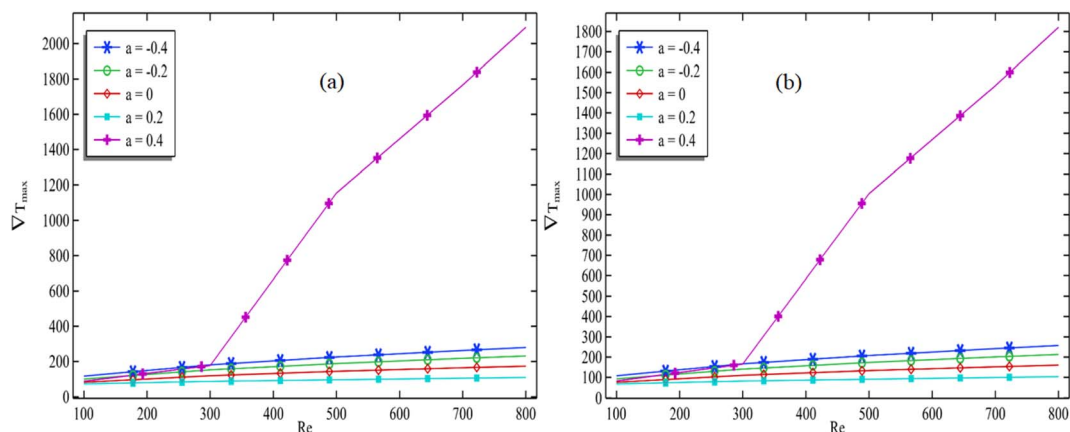 (a)
a = -0.4
a = -0.2
a = 0
a = 0.2
a = 0.4
2000
1800
1600
1400
1200
1000
800
600
400
200
0
∇Tmax
100 200 300 400 500 600 700 800
Re
(b)
a = -0.4
a = -0.2
a = 0
a = 0.2
a = 0.4
1800
1700
1600
1500
1400
1300
1200
1100
1000
900
800
700
600
500
400
300
200
100
0
∇Tmax
100 200 300 400 500 600 700 800
Re